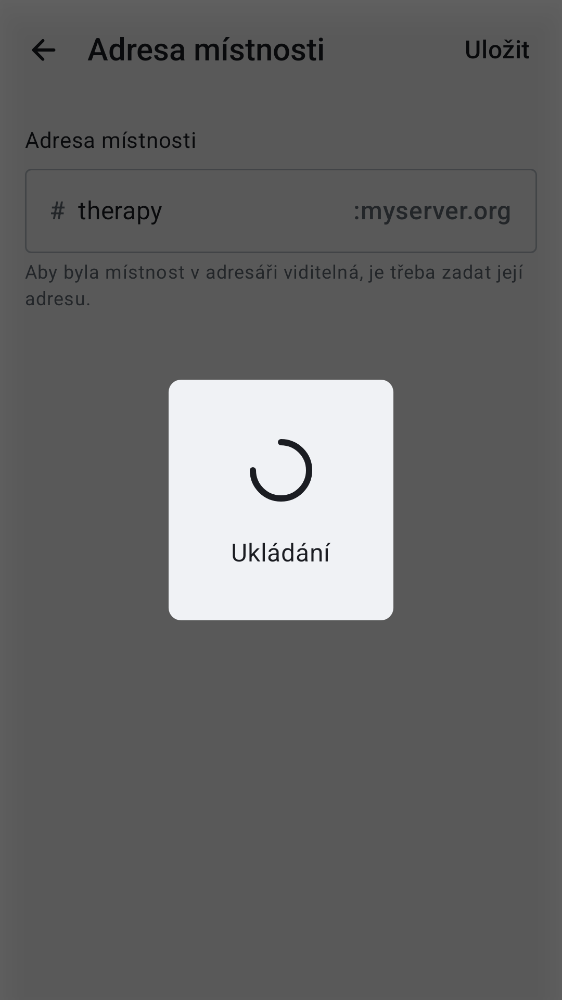 Adresa místnosti
Uložit
Adresa místnosti
# therapy :myserver.org
Aby byla místnost v adresáři viditelná, je třeba zadat její
adresu.
Ukládání